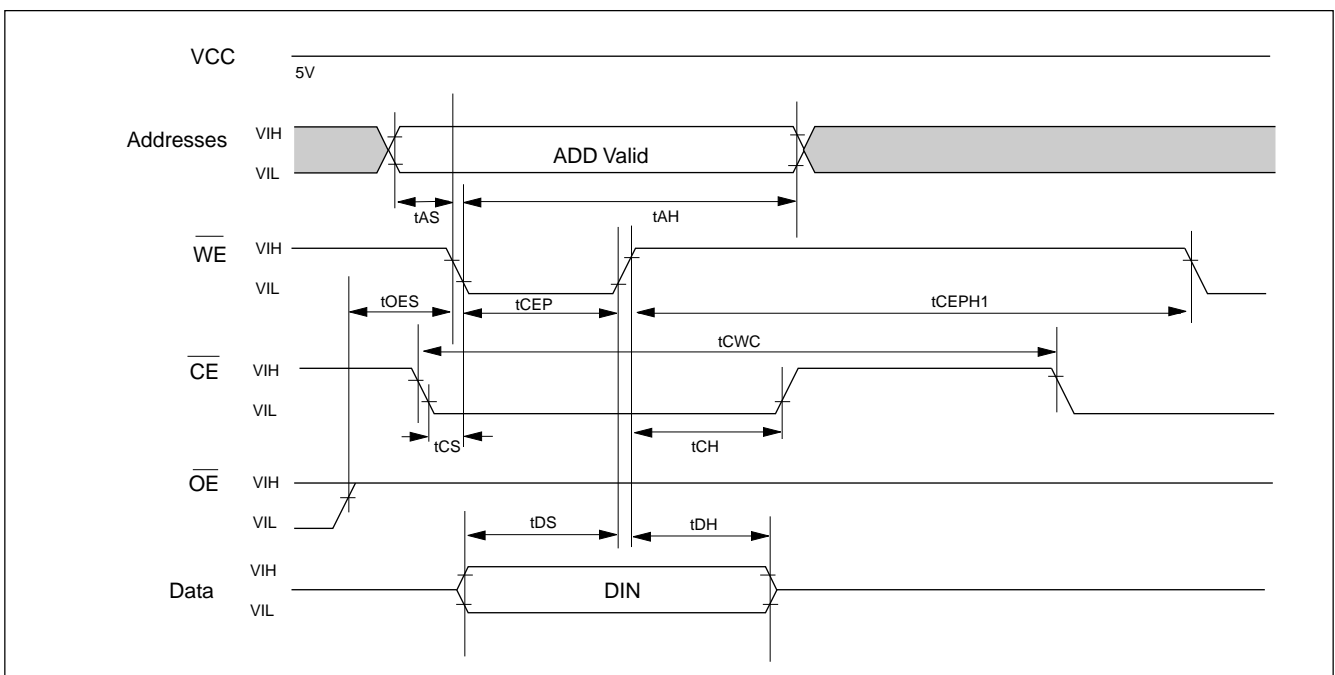 VCC
5V
Addresses
VIH
VIL
ADD Valid
tAS
tAH
WE
VIH
VIL
tOES
tCEP
tCEPH1
tCWC
CE
VIH
VIL
tCS
tCH
OE
VIH
VIL
tDS
tDH
Data
VIH
VIL
DIN